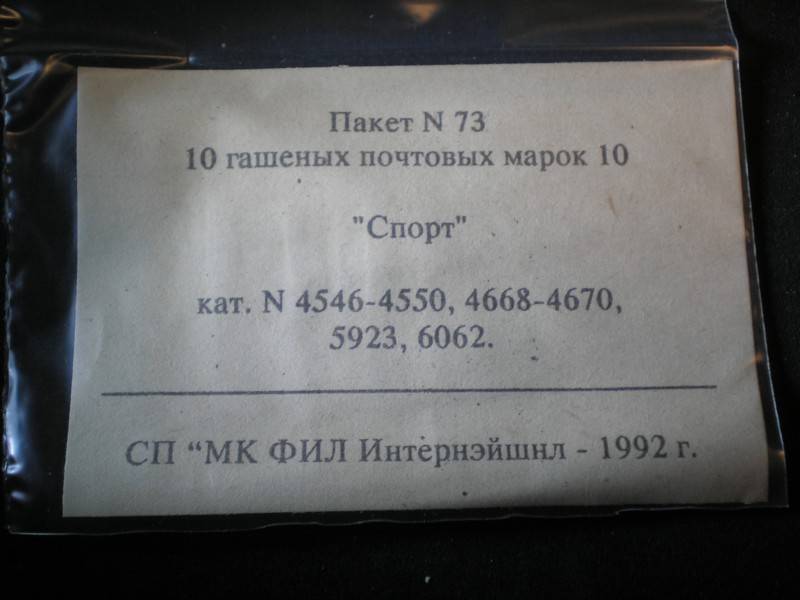 Пакет N 73
10 гашеных почтовых марок 10
"Спорт"
кат. N 4546-4550, 4668-4670,
5923, 6062.
СП “МК ФИЛ Интернэйшнл - 1992 г.